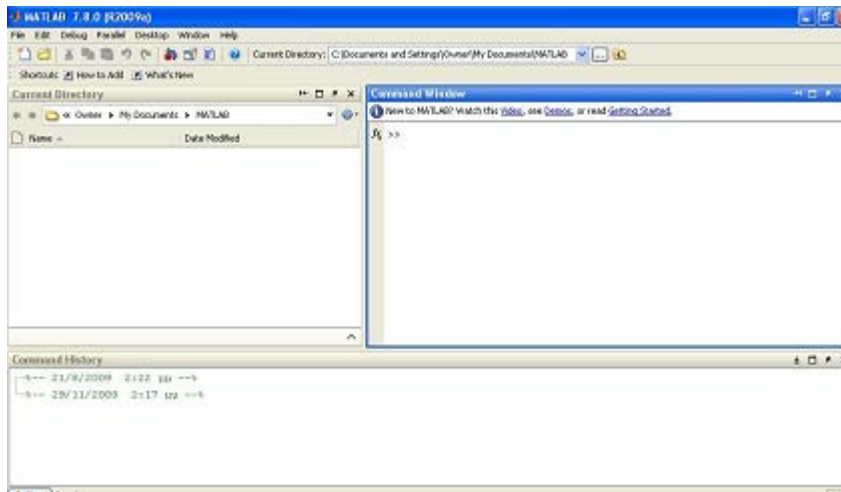 MATLAB 7.8.0 (R2009a)
File Edit Debug Parallel Desktop Window Help
Current Directory: C:\Documents and Settings\Owner\My Documents\MATLAB
Shortcuts How to Add What's New
Current Directory
« Owner ▸ My Documents ▸ MATLAB
Name Date Modified
Command Window
New to MATLAB? Watch this Video, see Demos, or read Getting Started.
fx >>
Command History
%-- 21/8/2009 2:22 --%
%-- 29/11/2009 2:17 --%